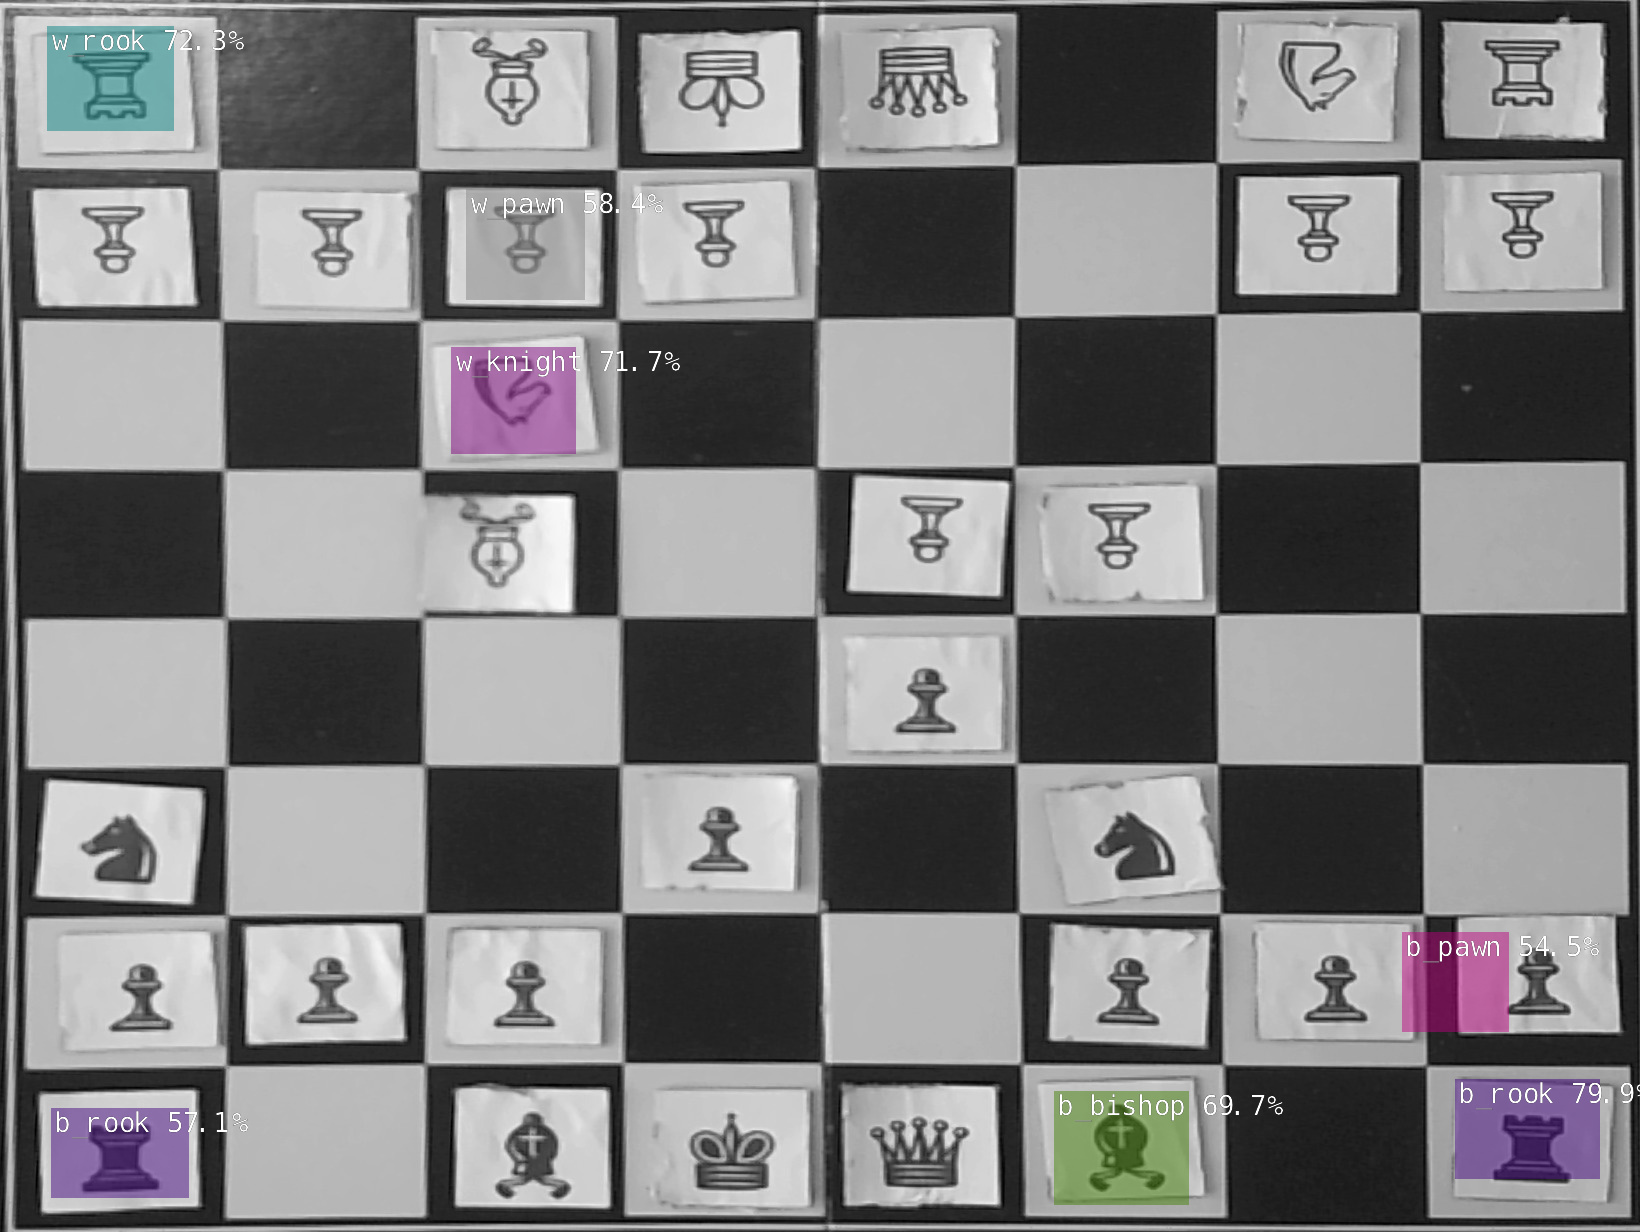 w_rook 72.3%
w_pawn 58.4%
w_knight 71.7%
b_pawn 54.5%
b_rook 57.1%
b_bishop 69.7%
b_rook 79.9%